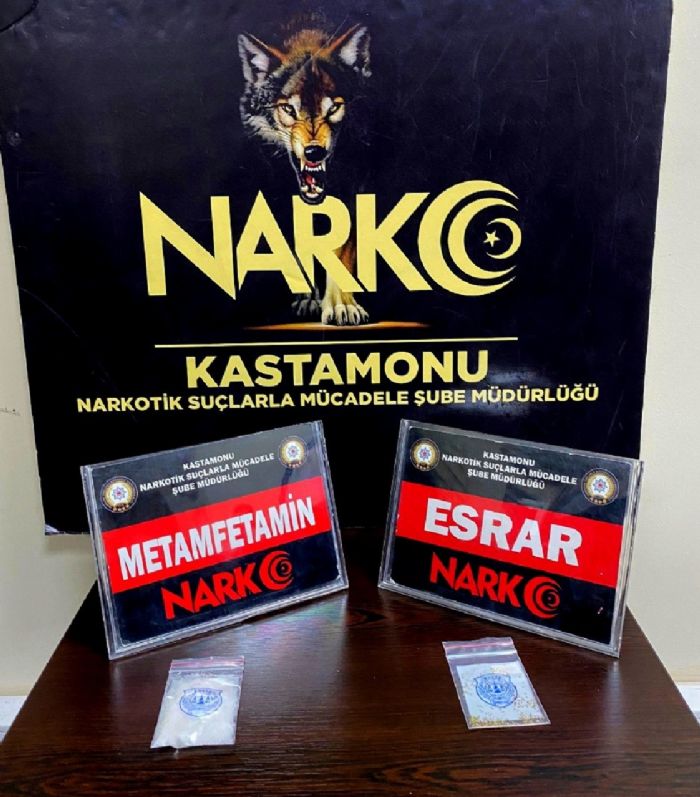 NARKO
KASTAMONU
NARKOTİK SUÇLARLA MÜCADELE ŞUBE MÜDÜRLÜĞÜ
KASTAMONU
NARKOTİK SUÇLARLA MÜCADELE
ŞUBE MÜDÜRLÜĞÜ
METAMFETAMİN
NARKO
KASTAMONU
NARKOTİK SUÇLARLA MÜCADELE
ŞUBE MÜDÜRLÜĞÜ
ESRAR
NARKO